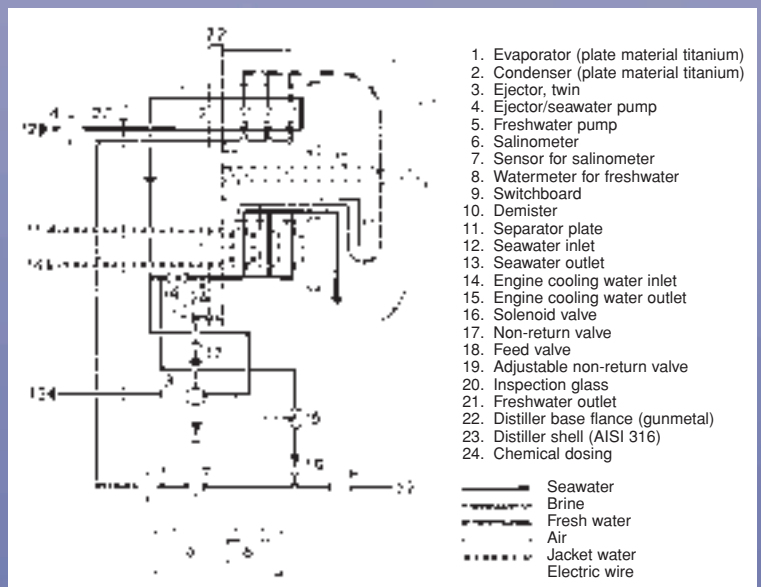 1. Evaporator (plate material titanium)
2. Condenser (plate material titanium)
3. Ejector, twin
4. Ejector/seawater pump
5. Freshwater pump
6. Salinometer
7. Sensor for salinometer
8. Watermeter for freshwater
9. Switchboard
10. Demister
11. Separator plate
12. Seawater inlet
13. Seawater outlet
14. Engine cooling water inlet
15. Engine cooling water outlet
16. Solenoid valve
17. Non-return valve
18. Feed valve
19. Adjustable non-return valve
20. Inspection glass
21. Freshwater outlet
22. Distiller base flance (gunmetal)
23. Distiller shell (AISI 316)
24. Chemical dosing
Seawater
Brine
Fresh water
Air
Jacket water
Electric wire